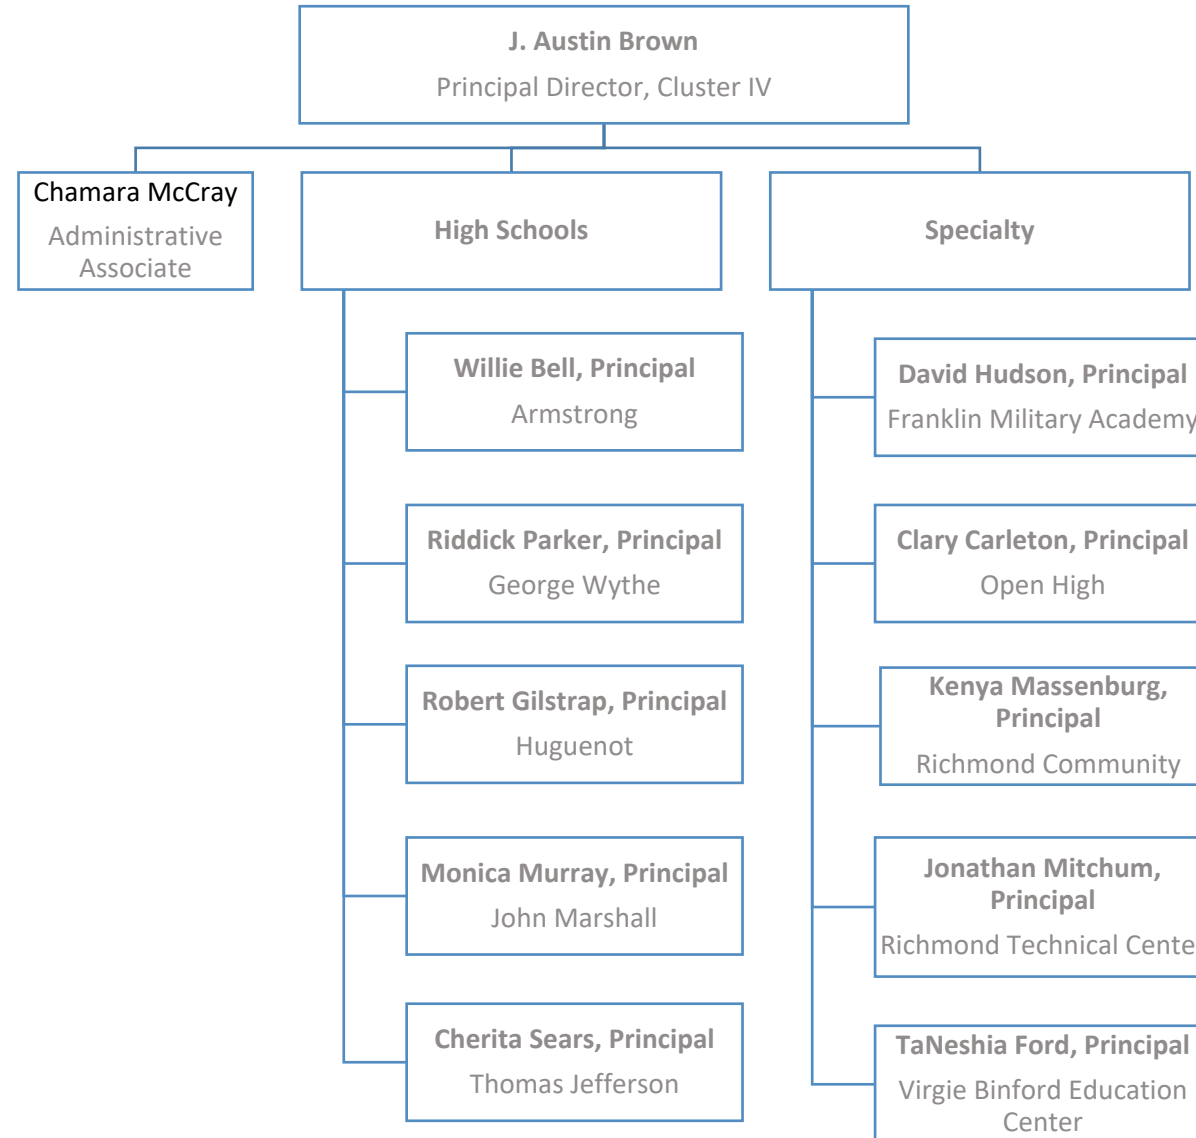 J. Austin Brown
Principal Director, Cluster IV
Chamara McCray
Administrative
Associate
High Schools
Specialty
Willie Bell, Principal
Armstrong
Riddick Parker, Principal
George Wythe
Robert Gilstrap, Principal
Huguenot
Monica Murray, Principal
John Marshall
Cherita Sears, Principal
Thomas Jefferson
David Hudson, Principal
Franklin Military Academy
Clary Carleton, Principal
Open High
Kenya Massenburg,
Principal
Richmond Community
Jonathan Mitchum,
Principal
Richmond Technical Cente
TaNeshia Ford, Principal
Virgie Binford Education
Center